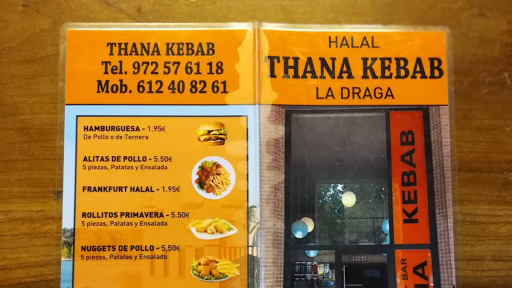 THANA KEBAB
Tel. 972 57 61 18
Mob. 612 40 82 61
HAMBURGUESA - 1.95€
De Pollo o de Ternera
ALITAS DE POLLO - 5.50€
5 piezas, Patatas y Ensalada
FRANKFURT HALAL - 1.95€
ROLLITOS PRIMAVERA - 5.50€
5 piezas, Patatas y Ensalada
NUGGETS DE POLLO - 5,50€
5 piezas, Patatas y Ensalada
HALAL
THANA KEBAB
LA DRAGA
KEBAB
BAR